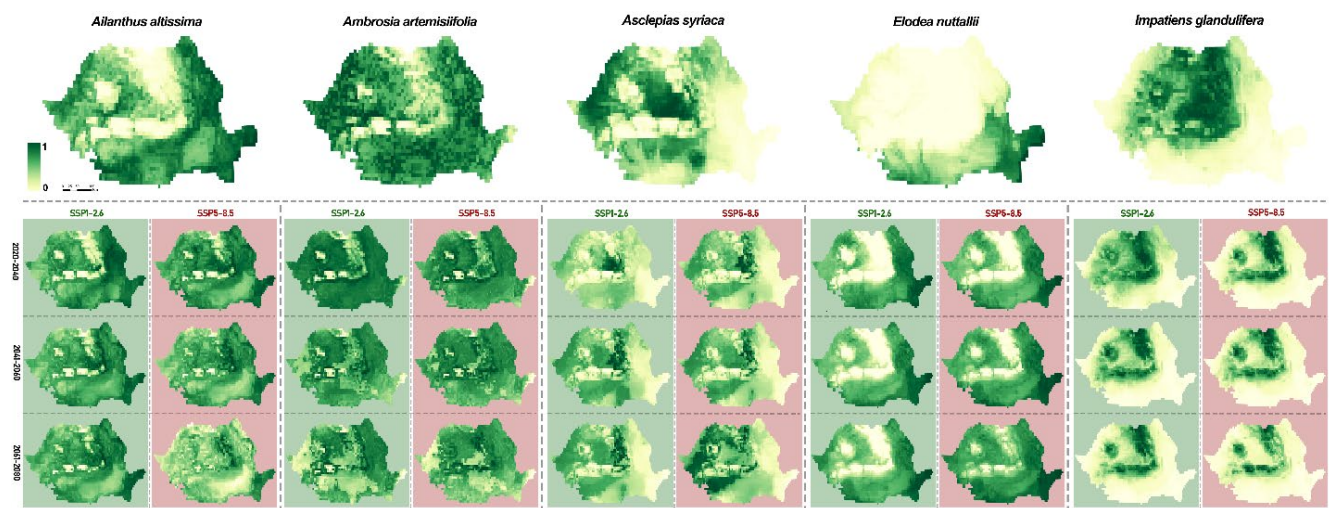 Ailanthus altissima Ambrosia artemisiifolia Asclepias syriaca Elodea nuttallii Impatiens glandulifera
1
0
SSP1-2.6 SSP5-8.5 SSP1-2.6 SSP5-8.5 SSP1-2.6 SSP5-8.5 SSP1-2.6 SSP5-8.5 SSP1-2.6 SSP5-8.5
2020-2040
2041-2060
2061-2080